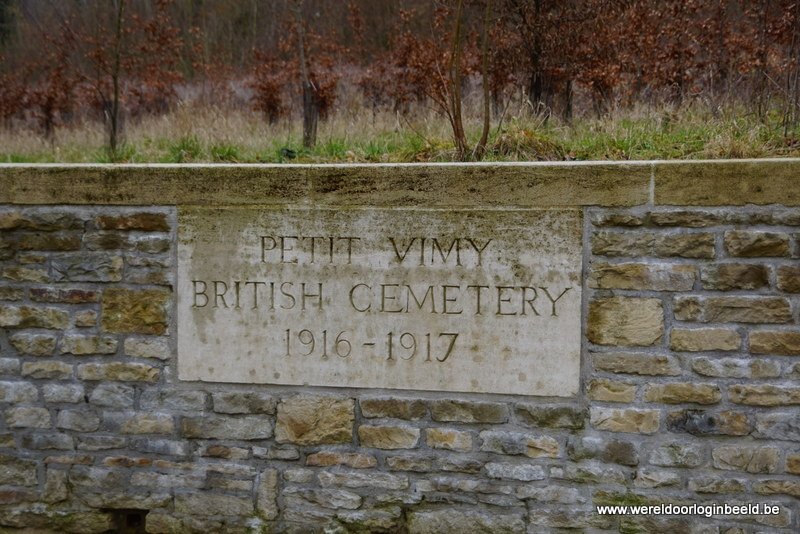 PETIT VIMY
BRITISH CEMETERY
1916 - 1917
www.wereldoorloginbeeld.be